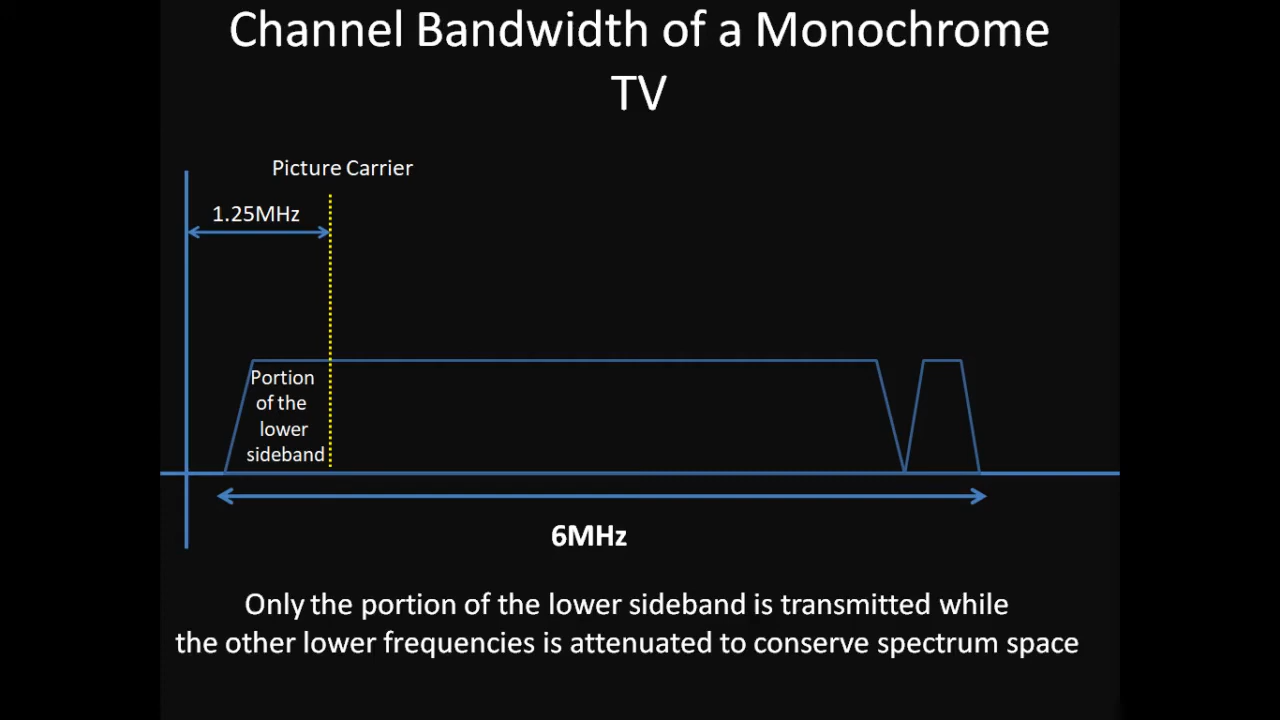 Channel Bandwidth of a Monochrome
TV
Picture Carrier
1.25MHz
Portion
of the
lower
sideband
6MHz
Only the portion of the lower sideband is transmitted while
the other lower frequencies is attenuated to conserve spectrum space